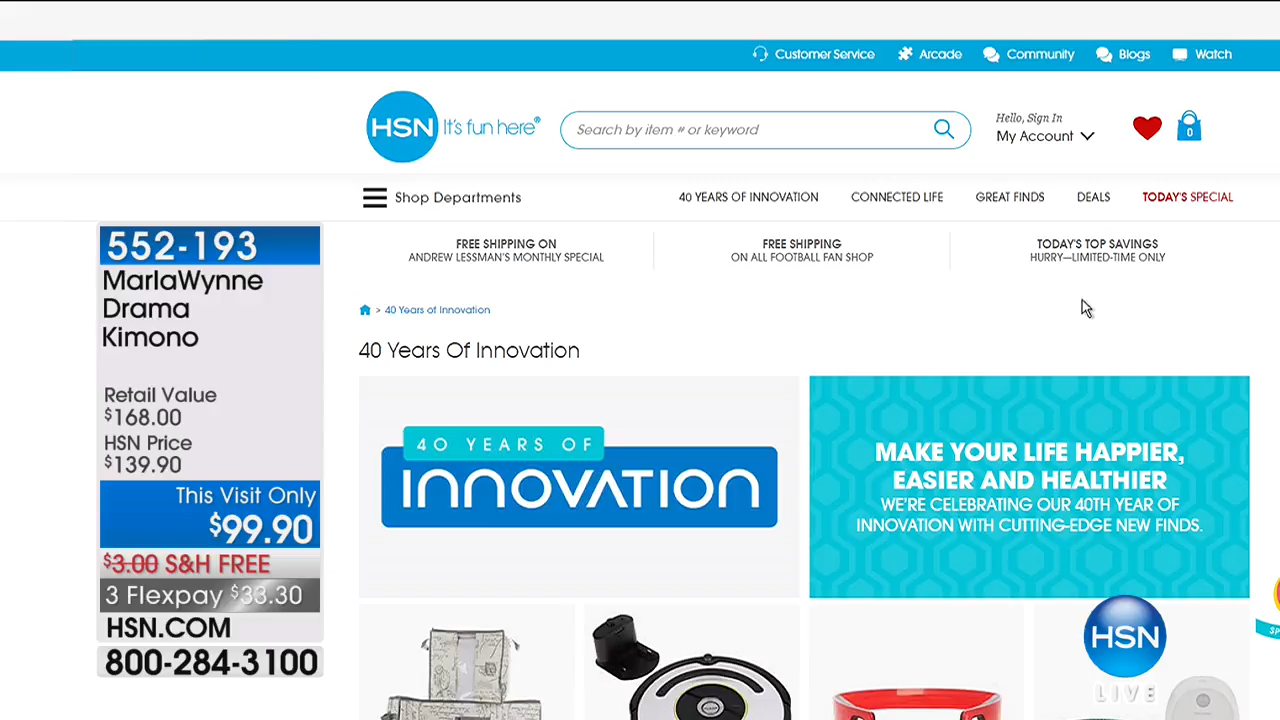 Customer Service
Arcade
Community
Blogs
Watch
HSN It's fun here®
Search by item # or keyword
Hello, Sign In
My Account
0
Shop Departments
40 YEARS OF INNOVATION
CONNECTED LIFE
GREAT FINDS
DEALS
TODAY'S SPECIAL
FREE SHIPPING ON
ANDREW LESSMAN'S MONTHLY SPECIAL
FREE SHIPPING
ON ALL FOOTBALL FAN SHOP
TODAY'S TOP SAVINGS
HURRY—LIMITED-TIME ONLY
> 40 Years of Innovation
40 Years Of Innovation
40 YEARS OF
INNOVATION
MAKE YOUR LIFE HAPPIER,
EASIER AND HEALTHIER
WE'RE CELEBRATING OUR 40TH YEAR OF
INNOVATION WITH CUTTING-EDGE NEW FINDS.
552-193
MarlaWynne
Drama
Kimono
Retail Value
$168.00
HSN Price
$139.90
This Visit Only
$99.90
$3.00 S&H FREE
3 Flexpay $33.30
HSN.COM
800-284-3100
HSN
LIVE